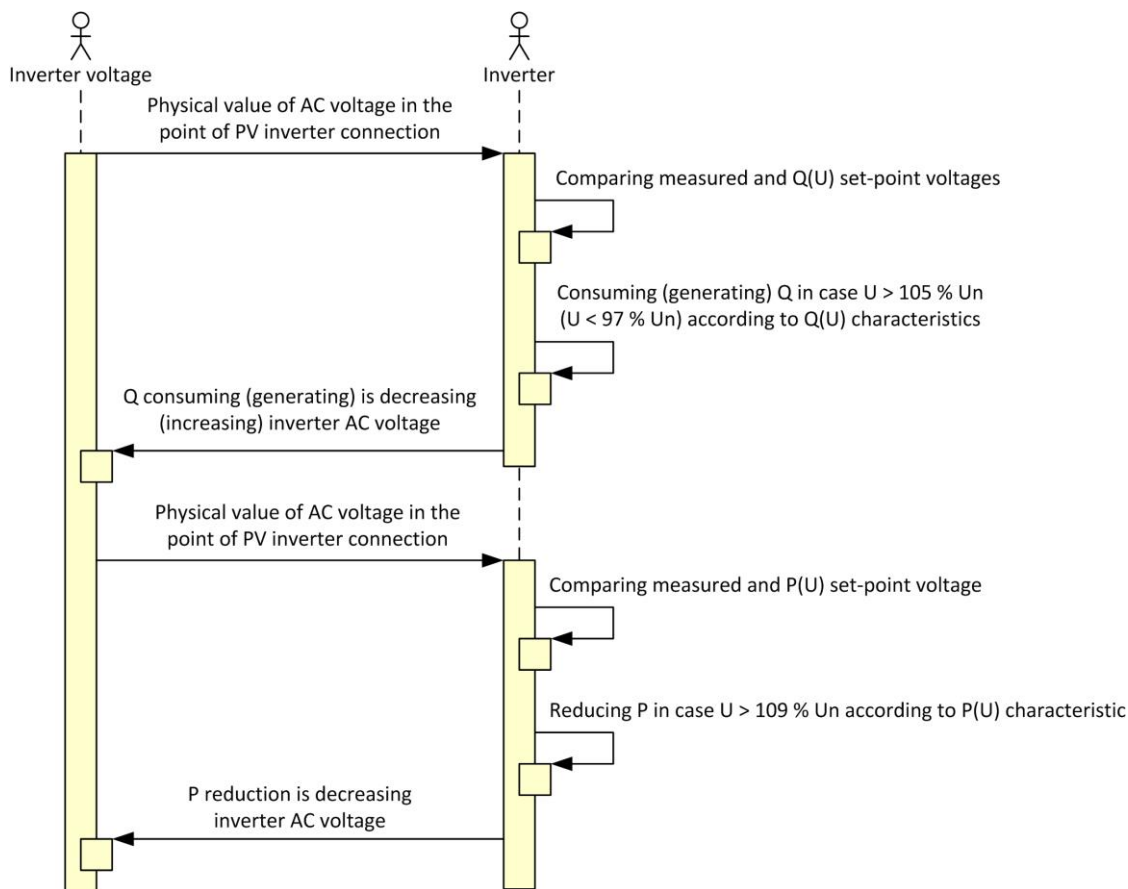 Inverter voltage
Inverter
Physical value of AC voltage in the
point of PV inverter connection
Comparing measured and Q(U) set-point voltages
Consuming (generating) Q in case U > 105 % Un
(U < 97 % Un) according to Q(U) characteristics
Q consuming (generating) is decreasing
(increasing) inverter AC voltage
Physical value of AC voltage in the
point of PV inverter connection
Comparing measured and P(U) set-point voltage
Reducing P in case U > 109 % Un according to P(U) characteristic
P reduction is decreasing
inverter AC voltage